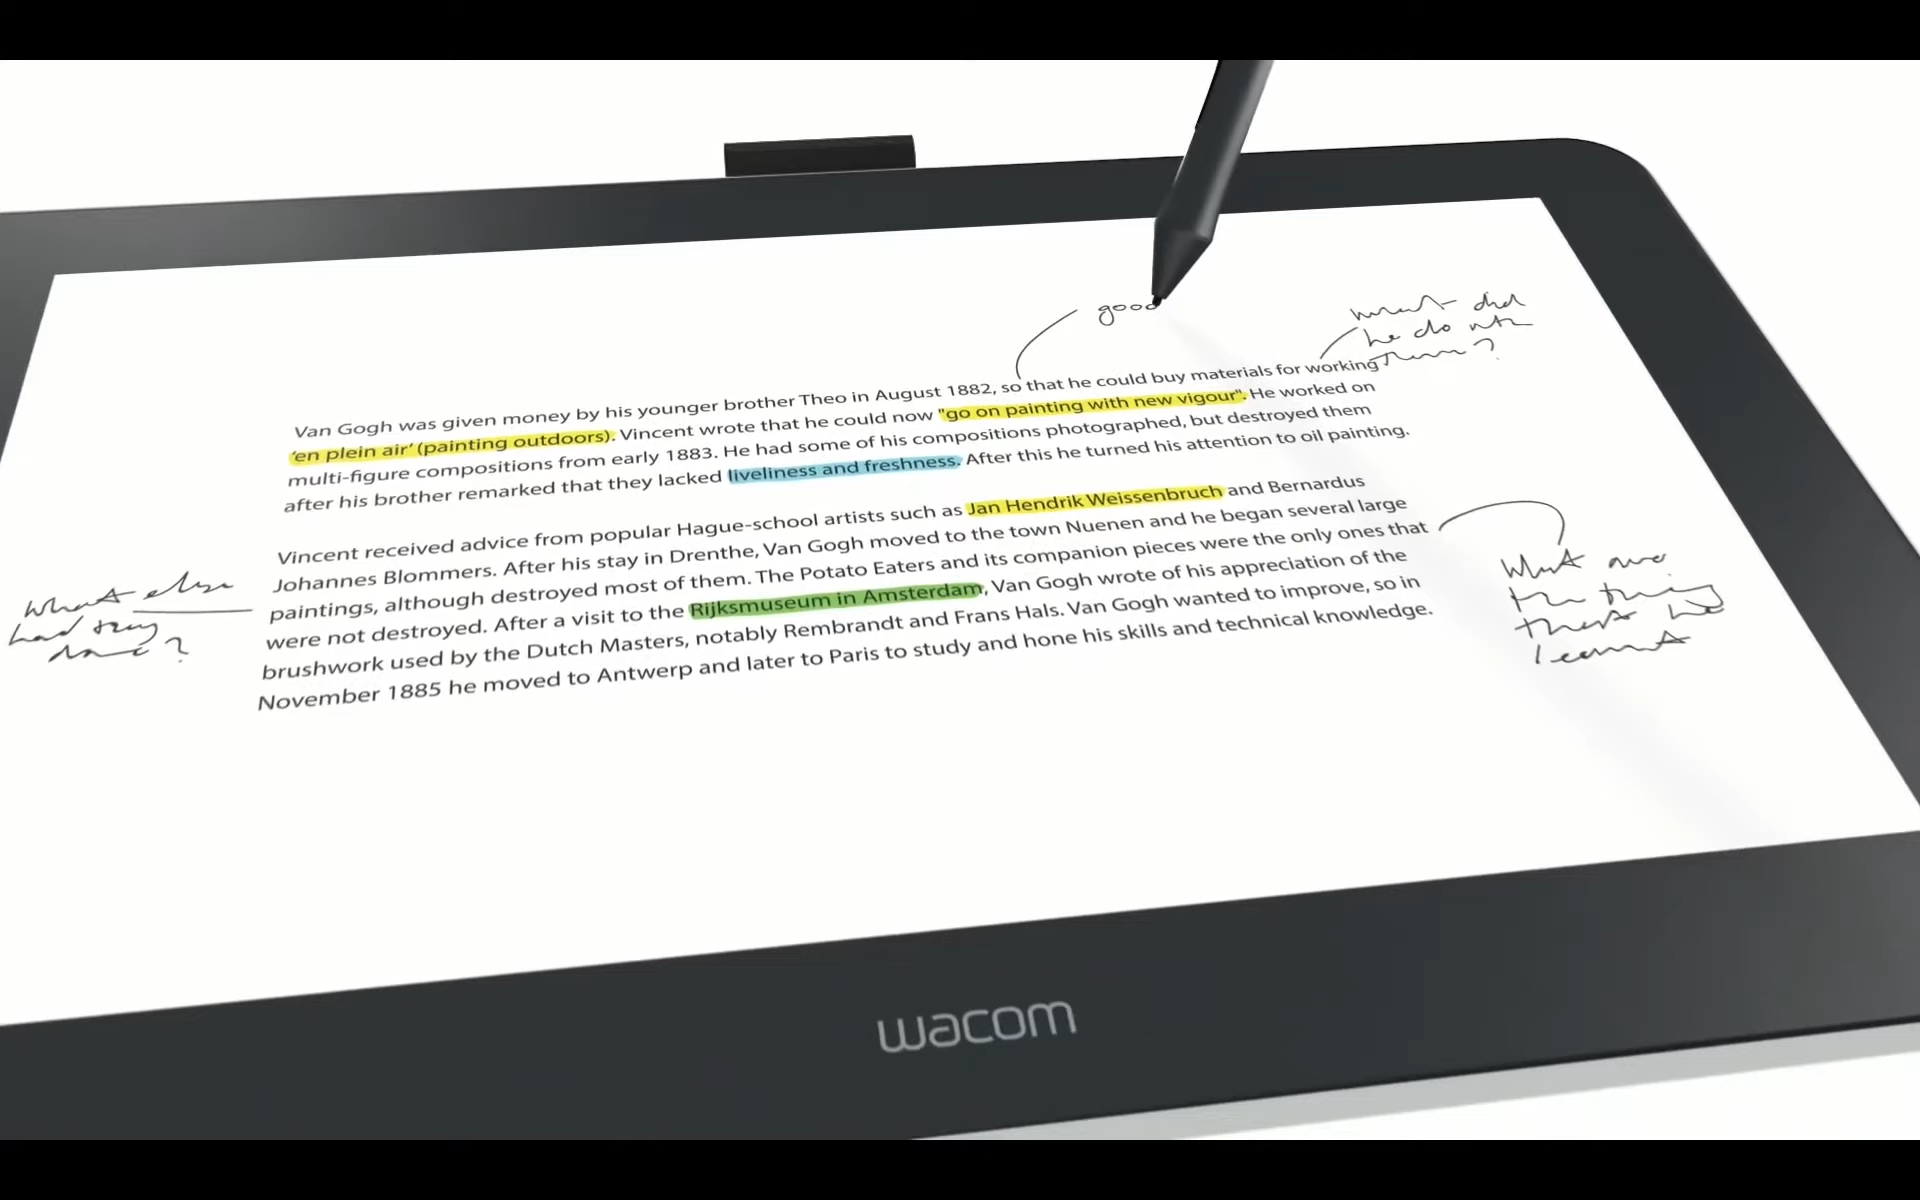 good
what did
he do with
them?
Van Gogh was given money by his younger brother Theo in August 1882, so that he could buy materials for working
'en plein air' (painting outdoors). Vincent wrote that he could now "go on painting with new vigour". He worked on
multi-figure compositions from early 1883. He had some of his compositions photographed, but destroyed them
after his brother remarked that they lacked liveliness and freshness. After this he turned his attention to oil painting.
Vincent received advice from popular Hague-school artists such as Jan Hendrik Weissenbruch and Bernardus
Johannes Blommers. After his stay in Drenthe, Van Gogh moved to the town Nuenen and he began several large
paintings, although destroyed most of them. The Potato Eaters and its companion pieces were the only ones that
were not destroyed. After a visit to the Rijksmuseum in Amsterdam, Van Gogh wrote of his appreciation of the
brushwork used by the Dutch Masters, notably Rembrandt and Frans Hals. Van Gogh wanted to improve, so in
November 1885 he moved to Antwerp and later to Paris to study and hone his skills and technical knowledge.
What else
had they
done?
What are
the things
that he
learnt
wacom